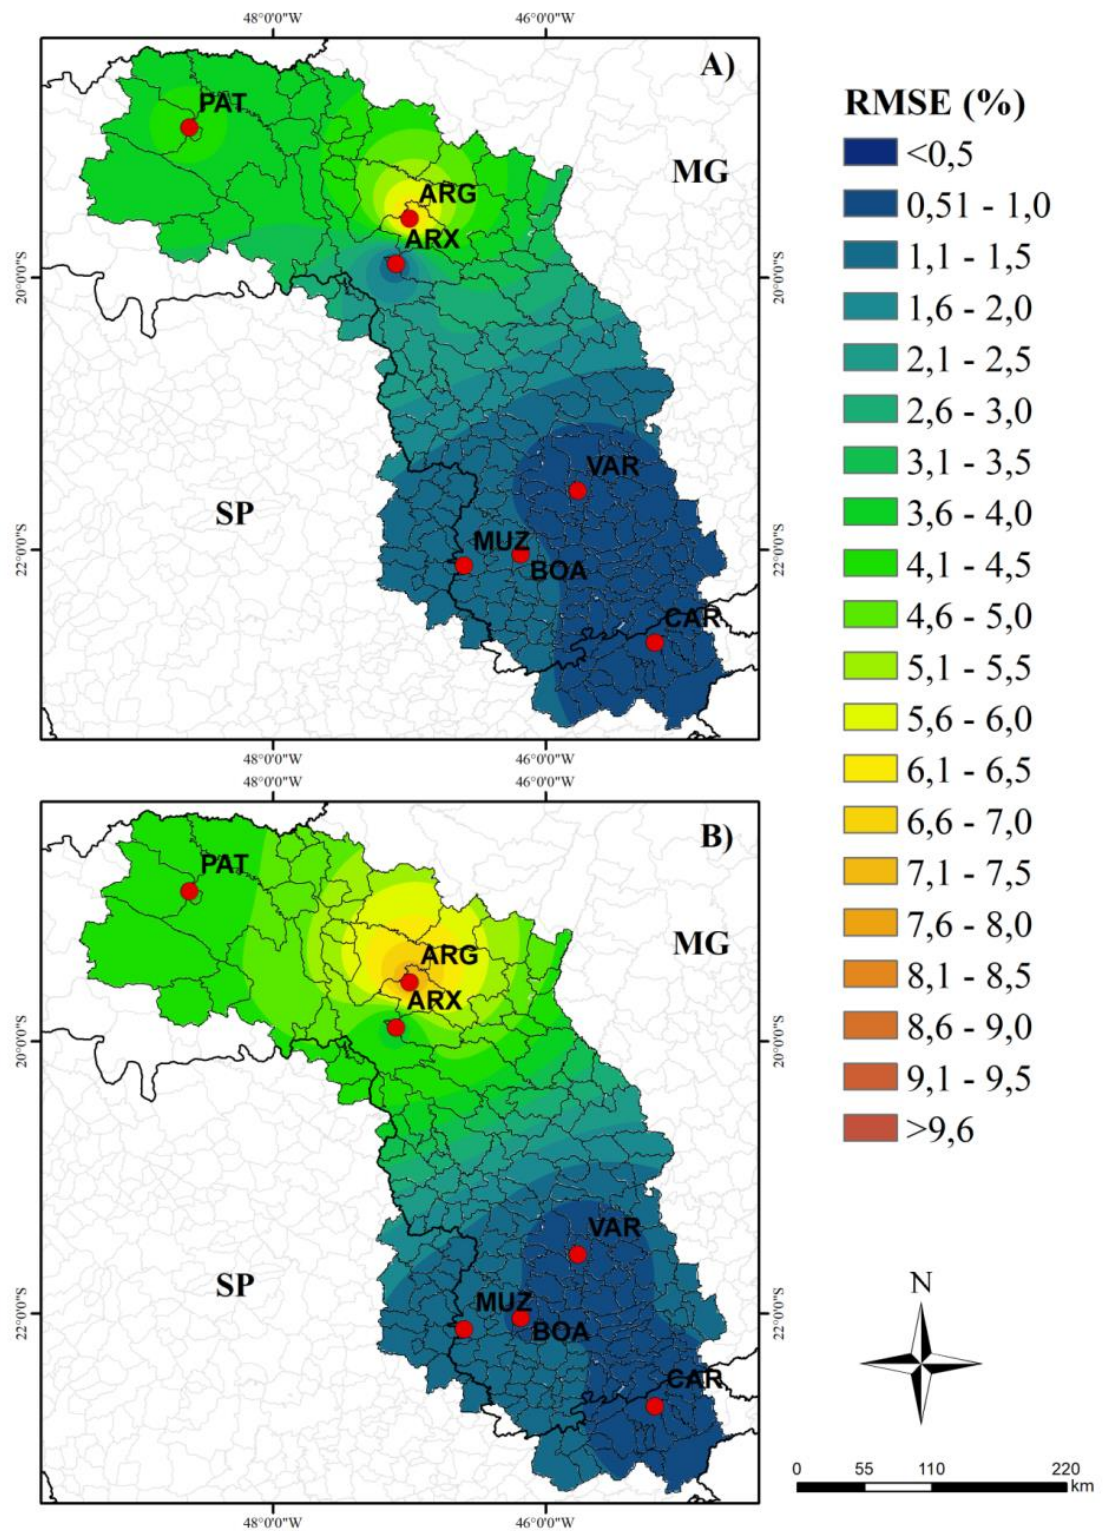 48°0'0"W 46°0'0"W
A)
PAT
MG
ARG
ARX
20°0'0"S 20°0'0"S
VAR
SP
MUZ
22°0'0"S 22°0'0"S
BOA
CAR
48°0'0"W 46°0'0"W
48°0'0"W 46°0'0"W
B)
PAT
MG
ARG
ARX
20°0'0"S 20°0'0"S
VAR
SP
MUZ
22°0'0"S 22°0'0"S
BOA
CAR
48°0'0"W 46°0'0"W
RMSE (%)
<0,5
0,51 - 1,0
1,1 - 1,5
1,6 - 2,0
2,1 - 2,5
2,6 - 3,0
3,1 - 3,5
3,6 - 4,0
4,1 - 4,5
4,6 - 5,0
5,1 - 5,5
5,6 - 6,0
6,1 - 6,5
6,6 - 7,0
7,1 - 7,5
7,6 - 8,0
8,1 - 8,5
8,6 - 9,0
9,1 - 9,5
>9,6
N
0 55 110 220
km